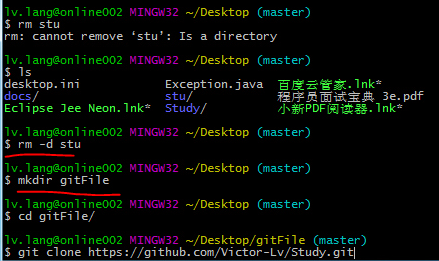 lv.lang@online002 MINGW32 ~/Desktop (master)
$ rm stu
rm: cannot remove ‘stu’: Is a directory
lv.lang@online002 MINGW32 ~/Desktop (master)
$ ls
desktop.ini Exception.java 百度云管家.lnk*
docs/ stu/ 程序员面试宝典_3e.pdf
Eclipse Jee Neon.lnk* Study/ 小新PDF阅读器.lnk*
lv.lang@online002 MINGW32 ~/Desktop (master)
$ rm -d stu
lv.lang@online002 MINGW32 ~/Desktop (master)
$ mkdir gitFile
lv.lang@online002 MINGW32 ~/Desktop (master)
$ cd gitFile/
lv.lang@online002 MINGW32 ~/Desktop/gitFile (master)
$ git clone https://github.com/Victor-Lv/Study.git